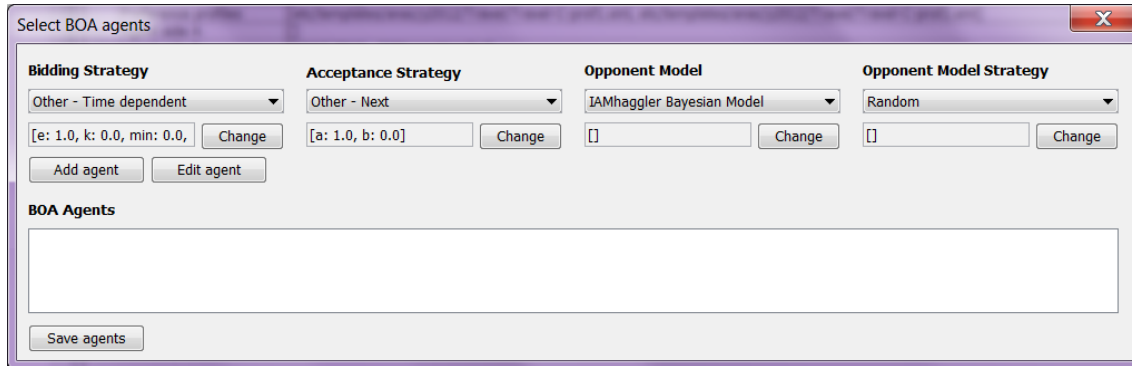 Select BOA agents
X
Bidding Strategy Acceptance Strategy Opponent Model Opponent Model Strategy
Other - Time dependent Other - Next IAMhaggler Bayesian Model Random
[e: 1.0, k: 0.0, min: 0.0, Change [a: 1.0, b: 0.0] Change [] Change [] Change
Add agent Edit agent
BOA Agents
Save agents